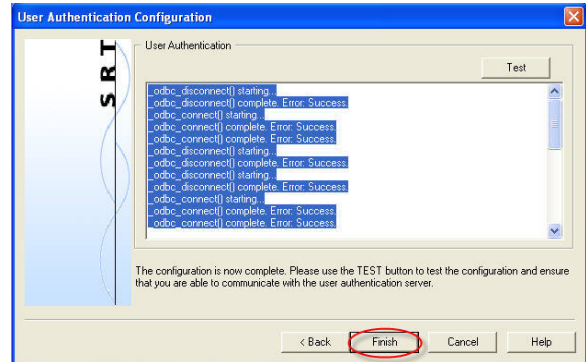 User Authentication Configuration
SRT
User Authentication
Test
_odbc_disconnect() starting...
_odbc_disconnect() complete. Error: Success.
_odbc_connect() starting...
_odbc_connect() complete. Error: Success.
_odbc_connect() complete. Error: Success.
_odbc_disconnect() starting...
_odbc_disconnect() complete. Error: Success.
_odbc_disconnect() starting...
_odbc_disconnect() complete. Error: Success.
_odbc_connect() starting...
_odbc_connect() complete. Error: Success.
_odbc_connect() complete. Error: Success.
The configuration is now complete. Please use the TEST button to test the configuration and ensure
that you are able to communicate with the user authentication server.
< Back
Finish
Cancel
Help